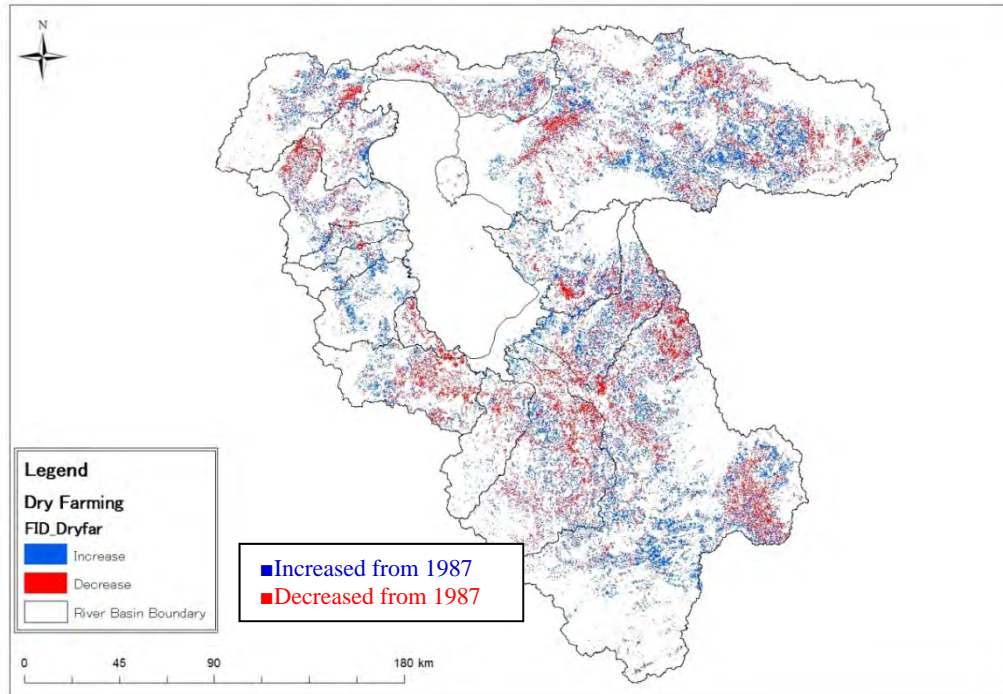 N
Legend
Dry Farming
FID_Dryfar
Increase
Decrease
River Basin Boundary
■Increased from 1987
■Decreased from 1987
0 45 90 180 km